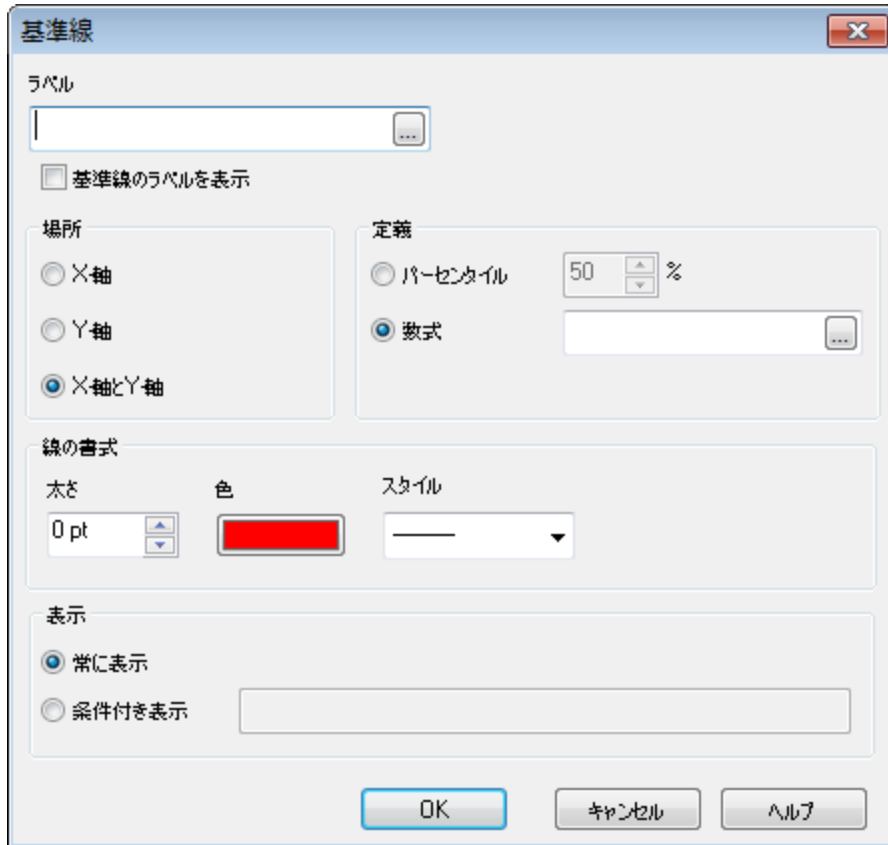 基準線
ラベル
...
基準線のラベルを表示
場所
X-軸
Y-軸
X-軸とY-軸
定義
パーセンタイル 50 %
数式 ...
線の書式
太さ 色 スタイル
0 pt
表示
常に表示
条件付き表示
OK キャンセル ヘルプ